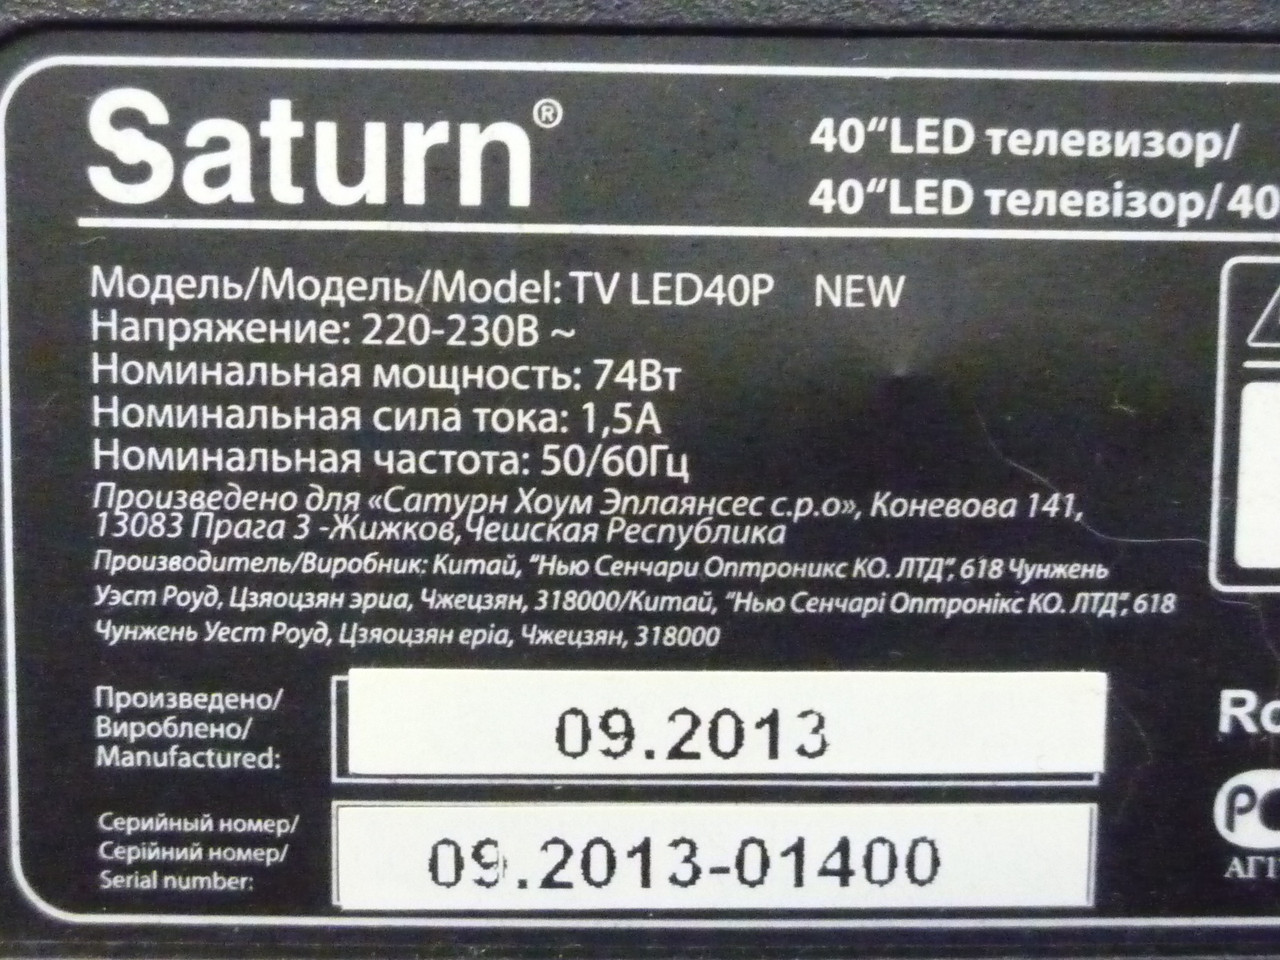 Saturn®
40“LED телевизор/
40“LED телевізор/ 40
Модель/Модель/Model: TV LED40P NEW
Напряжение: 220-230В ~
Номинальная мощность: 74Вт
Номинальная сила тока: 1,5А
Номинальная частота: 50/60Гц
Произведено для «Сатурн Хоум Эплаянсес с.р.о», Коневова 141,
13083 Прага 3 -Жижков,Чешская Республика
Производитель/Виробник: Китай, “Нью Сенчари Оптроникс КО. ЛТД”, 618 Чунжень
Уэст Роуд, Цзяоцзян эриа, Чжецзян, 318000/Китай, “Нью Сенчарі Оптронікс КО. ЛТД”, 618
Чунжень Уест Роуд, Цзяоцзян еріа, Чжецзян, 318000
Произведено/
Вироблено/
Manufactured:
09.2013
Серийный номер/
Серійний номер/
Serial number:
09.2013-01400